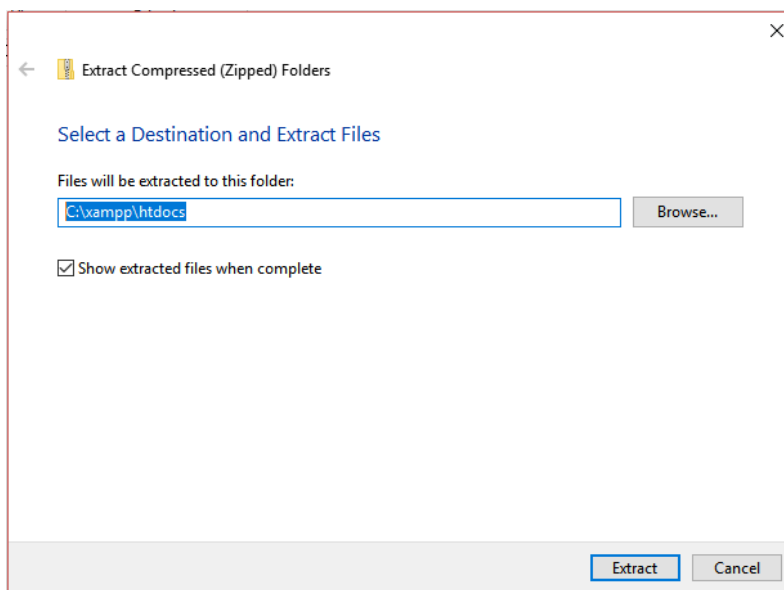 Extract Compressed (Zipped) Folders
Select a Destination and Extract Files
Files will be extracted to this folder:
C:\xampp\htdocs
Browse...
Show extracted files when complete
Extract
Cancel